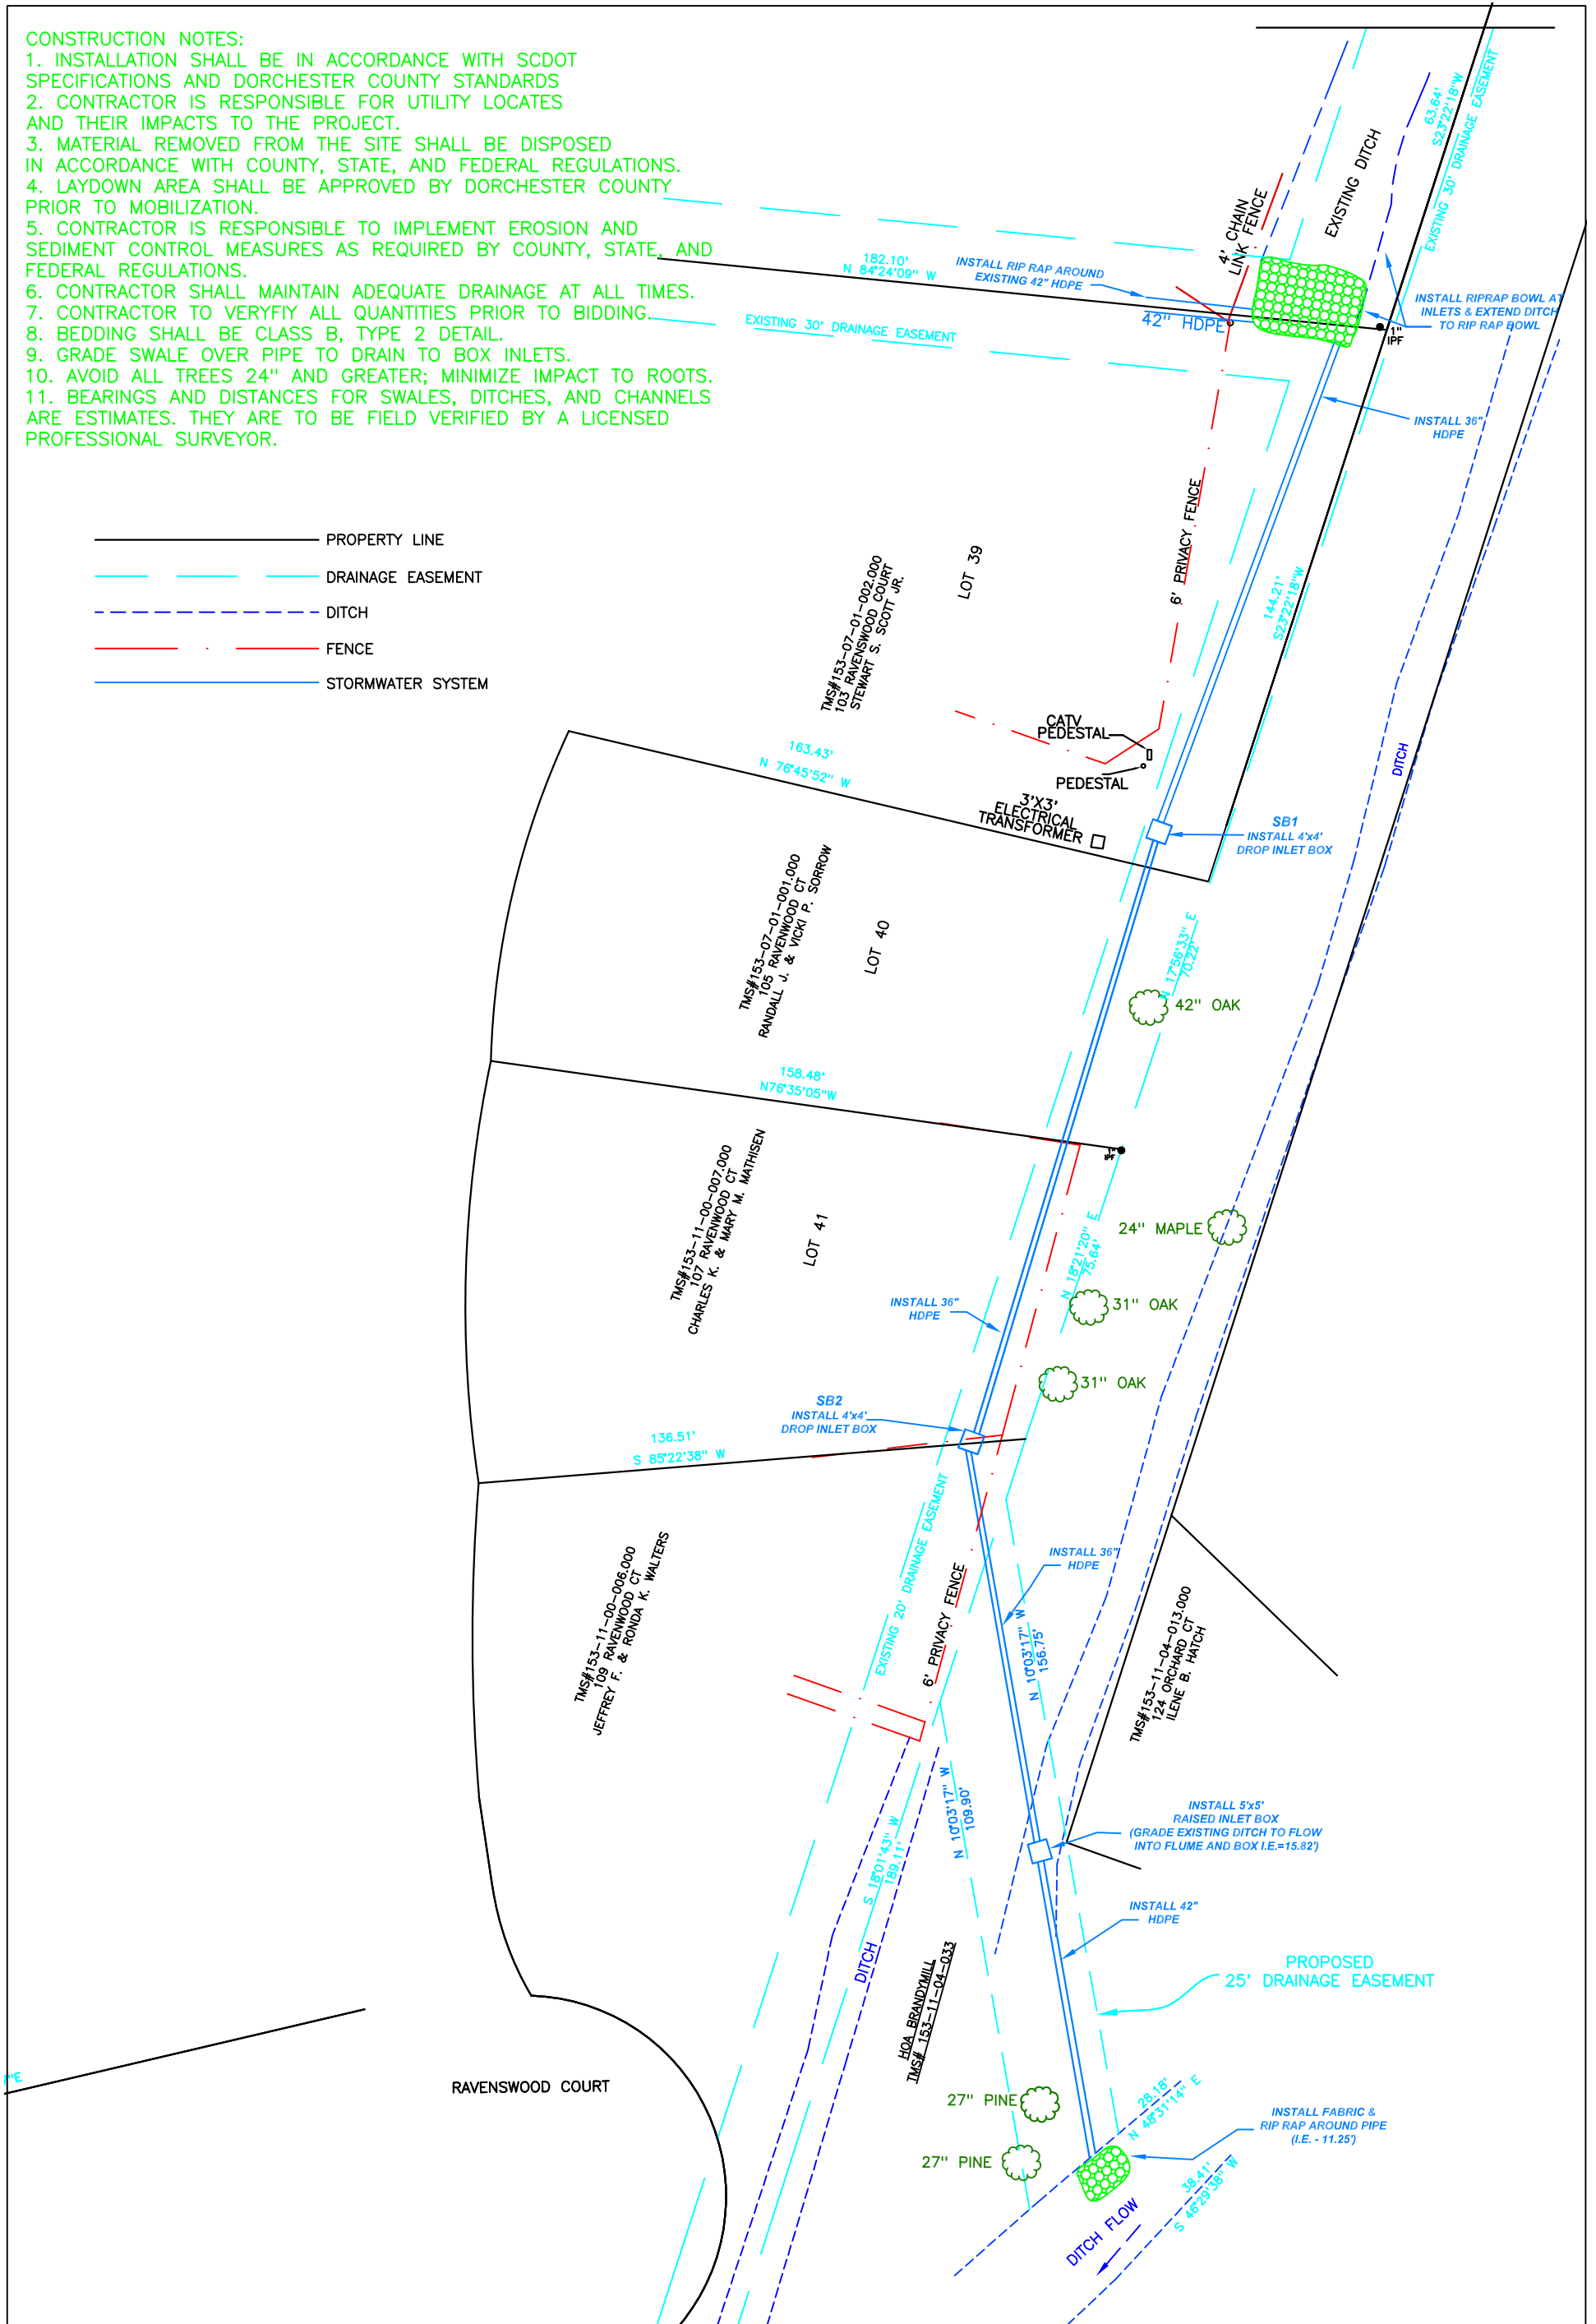 CONSTRUCTION NOTES:
1. INSTALLATION SHALL BE IN ACCORDANCE WITH SCDOT
SPECIFICATIONS AND DORCHESTER COUNTY STANDARDS
2. CONTRACTOR IS RESPONSIBLE FOR UTILITY LOCATES
AND THEIR IMPACTS TO THE PROJECT.
3. MATERIAL REMOVED FROM THE SITE SHALL BE DISPOSED
IN ACCORDANCE WITH COUNTY, STATE, AND FEDERAL REGULATIONS.
4. LAYDOWN AREA SHALL BE APPROVED BY DORCHESTER COUNTY
PRIOR TO MOBILIZATION.
5. CONTRACTOR IS RESPONSIBLE TO IMPLEMENT EROSION AND
SEDIMENT CONTROL MEASURES AS REQUIRED BY COUNTY, STATE, AND
FEDERAL REGULATIONS.
6. CONTRACTOR SHALL MAINTAIN ADEQUATE DRAINAGE AT ALL TIMES.
7. CONTRACTOR TO VERYFIY ALL QUANTITIES PRIOR TO BIDDING.
8. BEDDING SHALL BE CLASS B, TYPE 2 DETAIL.
9. GRADE SWALE OVER PIPE TO DRAIN TO BOX INLETS.
10. AVOID ALL TREES 24" AND GREATER; MINIMIZE IMPACT TO ROOTS.
11. BEARINGS AND DISTANCES FOR SWALES, DITCHES, AND CHANNELS
ARE ESTIMATES. THEY ARE TO BE FIELD VERIFIED BY A LICENSED
PROFESSIONAL SURVEYOR.
PROPERTY LINE
DRAINAGE EASEMENT
DITCH
FENCE
STORMWATER SYSTEM
63.64'
S23°22'18"W
EXISTING 30' DRAINAGE EASEMENT
EXISTING DITCH
4' CHAIN
LINK FENCE
182.10'
N 84°24'09" W
INSTALL RIP RAP AROUND
EXISTING 42" HDPE
42" HDPE
EXISTING 30' DRAINAGE EASEMENT
INSTALL RIPRAP BOWL AT
INLETS & EXTEND DITCH
TO RIP RAP BOWL
1"
IPF
INSTALL 36"
HDPE
6' PRIVACY FENCE
144.21'
S23°22'18"W
LOT 39
TMS#153-07-01-002.000
103 RAVENSWOOD COURT
STEWART S. SCOTT JR.
CATV
PEDESTAL
PEDESTAL
DITCH
163.43'
N 76°45'52" W
3'X3'
ELECTRICAL
TRANSFORMER
SB1
INSTALL 4'x4'
DROP INLET BOX
TMS#153-07-01-001.000
105 RAVENWOOD CT
RANDALL J. & VICKI P. SORROW
LOT 40
N 17°56'33" E
70.22'
42" OAK
158.48'
N76°35'05"W
1"
IPF
TMS#153-11-00-007.000
107 RAVENWOOD CT
CHARLES K. & MARY M. MATHISEN
LOT 41
24" MAPLE
N 18°21'20" E
75.64'
31" OAK
INSTALL 36"
HDPE
31" OAK
SB2
INSTALL 4'x4'
DROP INLET BOX
136.51'
S 85°22'38" W
EXISTING 20' DRAINAGE EASEMENT
INSTALL 36"
HDPE
TMS#153-11-00-006.000
109 RAVENWOOD CT
JEFFREY F. & RONDA K. WALTERS
6' PRIVACY FENCE
N 10°03'17" W
156.75'
TMS#153-11-04-013.000
124 ORCHARD CT
ILENE B. HATCH
N 10°03'17" W
109.90'
S 18°01'43" W
189.11'
INSTALL 5'x5'
RAISED INLET BOX
(GRADE EXISTING DITCH TO FLOW
INTO FLUME AND BOX I.E.=15.82')
INSTALL 42"
HDPE
DITCH
HOA BRANDYMILL
TMS# 153-11-04-033
PROPOSED
25' DRAINAGE EASEMENT
"E
RAVENSWOOD COURT
27" PINE
28.18'
N 48°31'14" E
INSTALL FABRIC &
RIP RAP AROUND PIPE
(I.E. - 11.25')
27" PINE
38.41'
S 46°29'38" W
DITCH FLOW